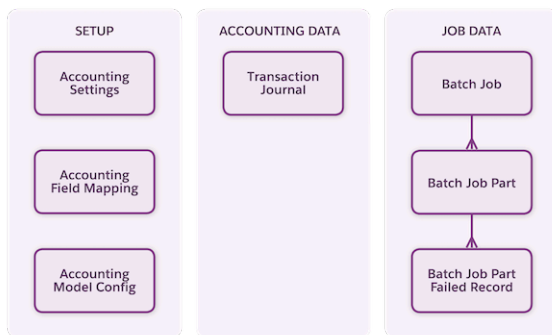 SETUP
Accounting
Settings
Accounting
Field Mapping
Accounting
Model Config
ACCOUNTING DATA
Transaction
Journal
JOB DATA
Batch Job
Batch Job Part
Batch Job Part
Failed Record